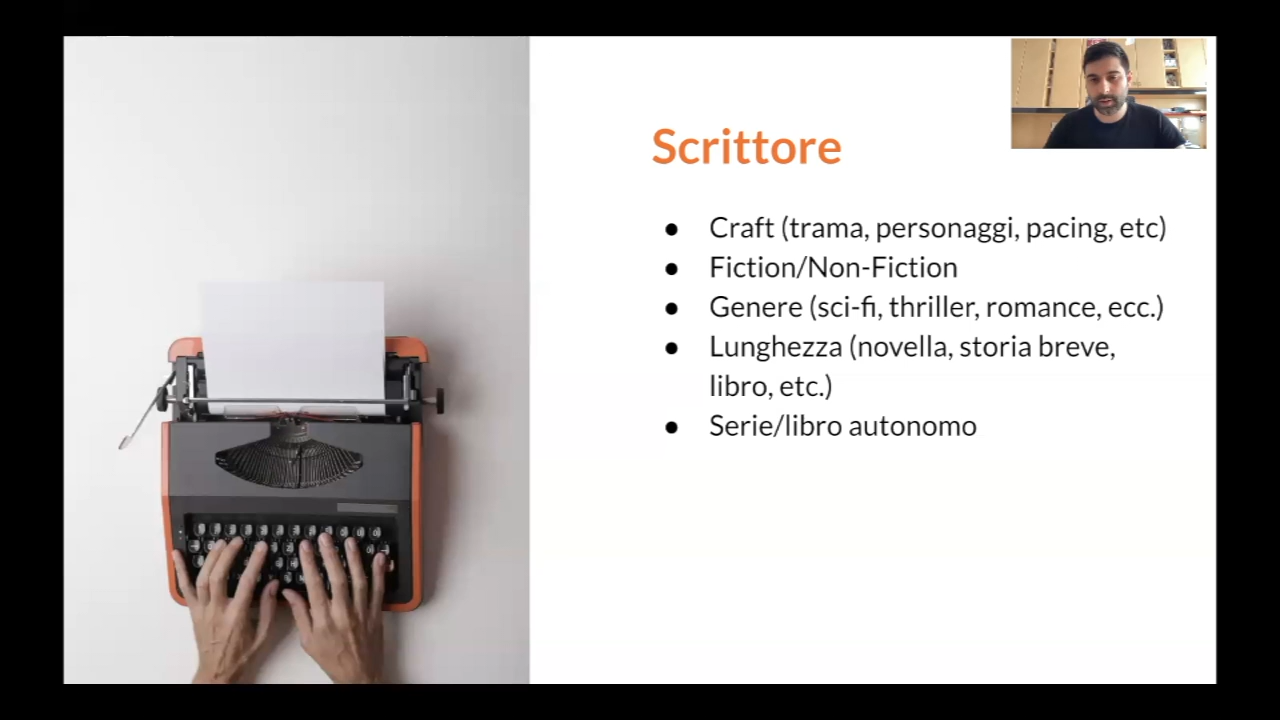 Scrittore
● Craft (trama, personaggi, pacing, etc)
● Fiction/Non-Fiction
● Genere (sci-fi, thriller, romance, ecc.)
● Lunghezza (novella, storia breve,
libro, etc.)
● Serie/libro autonomo